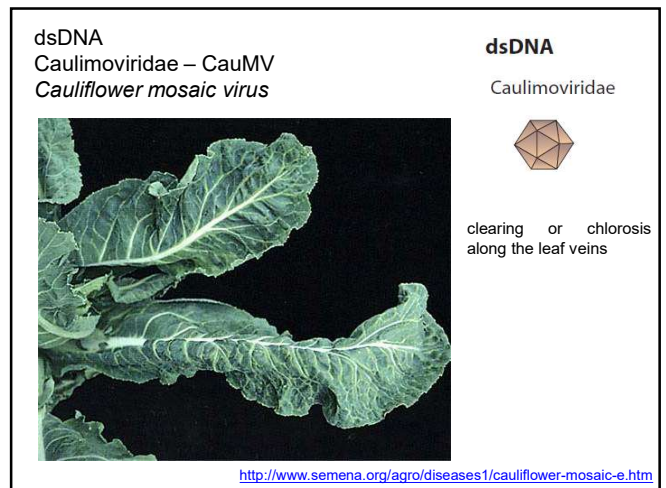 dsDNA
Caulimoviridae – CauMV
Cauliflower mosaic virus
dsDNA
Caulimoviridae
clearing or chlorosis
along the leaf veins
http://www.semena.org/agro/diseases1/cauliflower-mosaic-e.htm